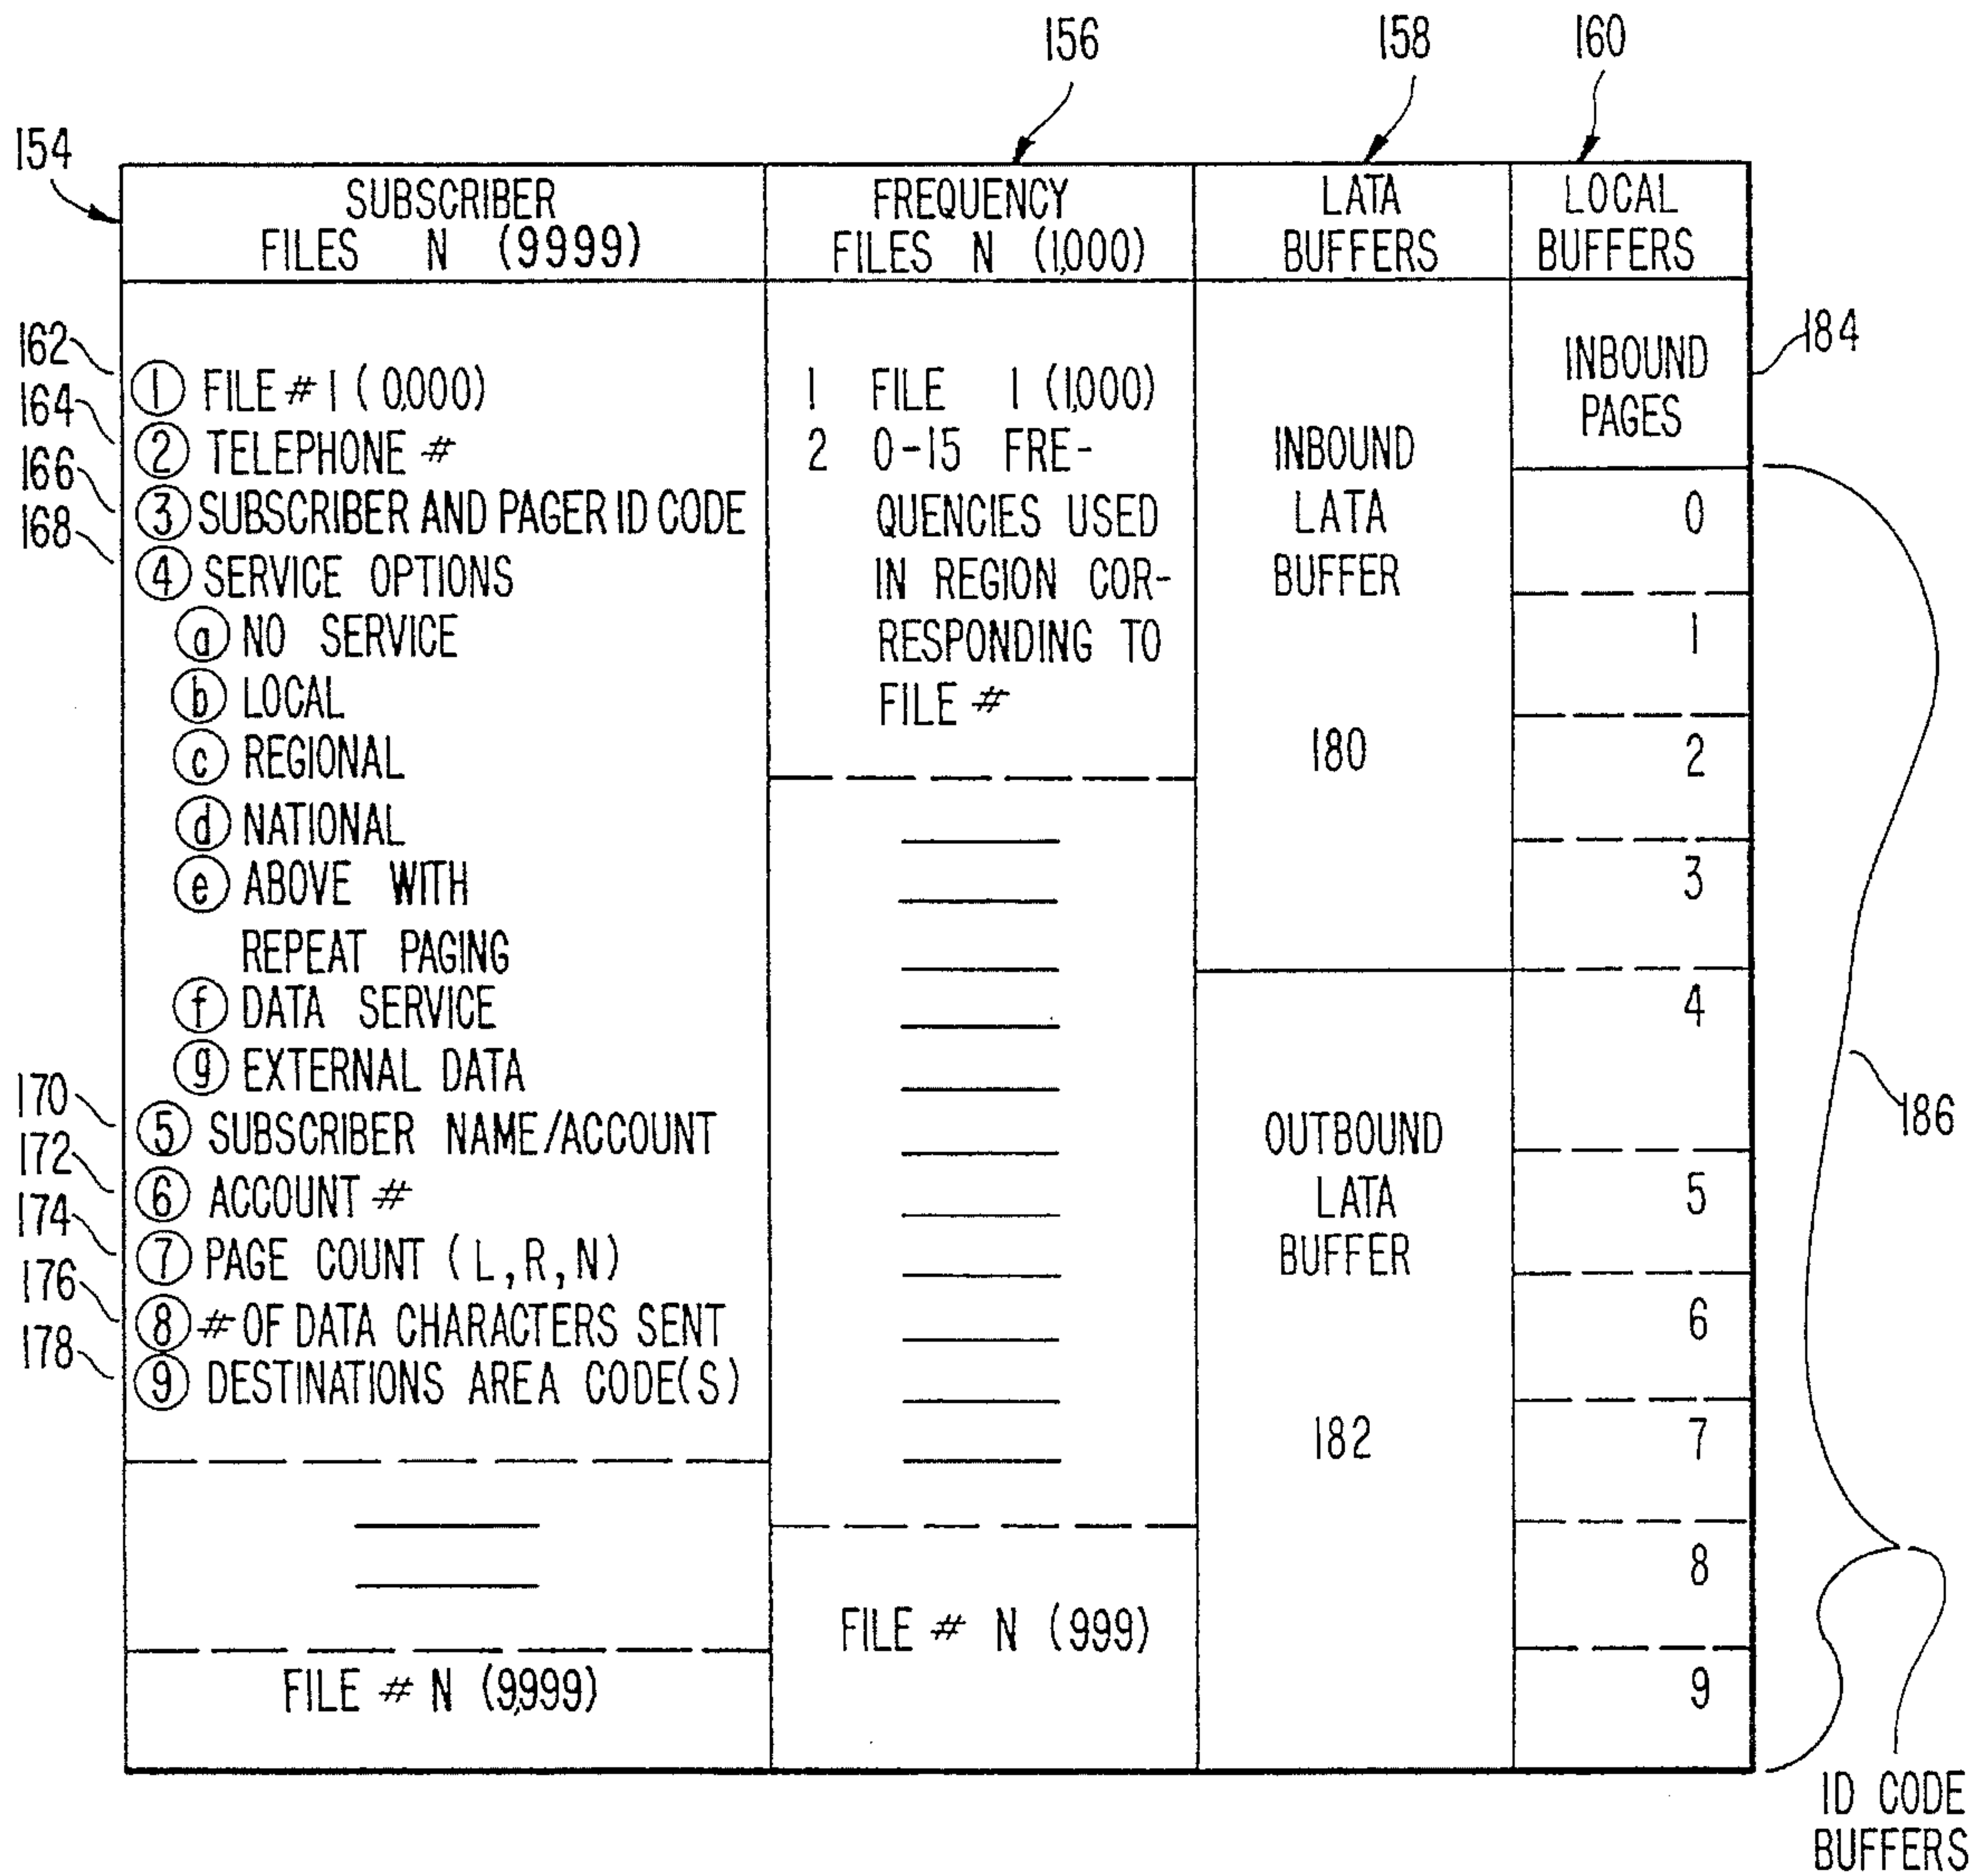 156
158
160
154
SUBSCRIBER
FILES N (9999)
FREQUENCY
FILES N (1,000)
LATA
BUFFERS
LOCAL
BUFFERS
162
164
166
168
170
172
174
176
178
① FILE # 1 (0,000)
② TELEPHONE #
③ SUBSCRIBER AND PAGER ID CODE
④ SERVICE OPTIONS
ⓐ NO SERVICE
ⓑ LOCAL
ⓒ REGIONAL
ⓓ NATIONAL
ⓔ ABOVE WITH
REPEAT PAGING
ⓕ DATA SERVICE
ⓖ EXTERNAL DATA
⑤ SUBSCRIBER NAME/ACCOUNT
⑥ ACCOUNT #
⑦ PAGE COUNT (L,R,N)
⑧ # OF DATA CHARACTERS SENT
⑨ DESTINATIONS AREA CODE(S)
FILE # N (9,999)
1 FILE 1 (1,000)
2 0-15 FRE-
QUENCIES USED
IN REGION COR-
RESPONDING TO
FILE #
FILE # N (999)
INBOUND
LATA
BUFFER
180
OUTBOUND
LATA
BUFFER
182
INBOUND
PAGES
0
1
2
3
4
5
6
7
8
9
184
186
ID CODE
BUFFERS